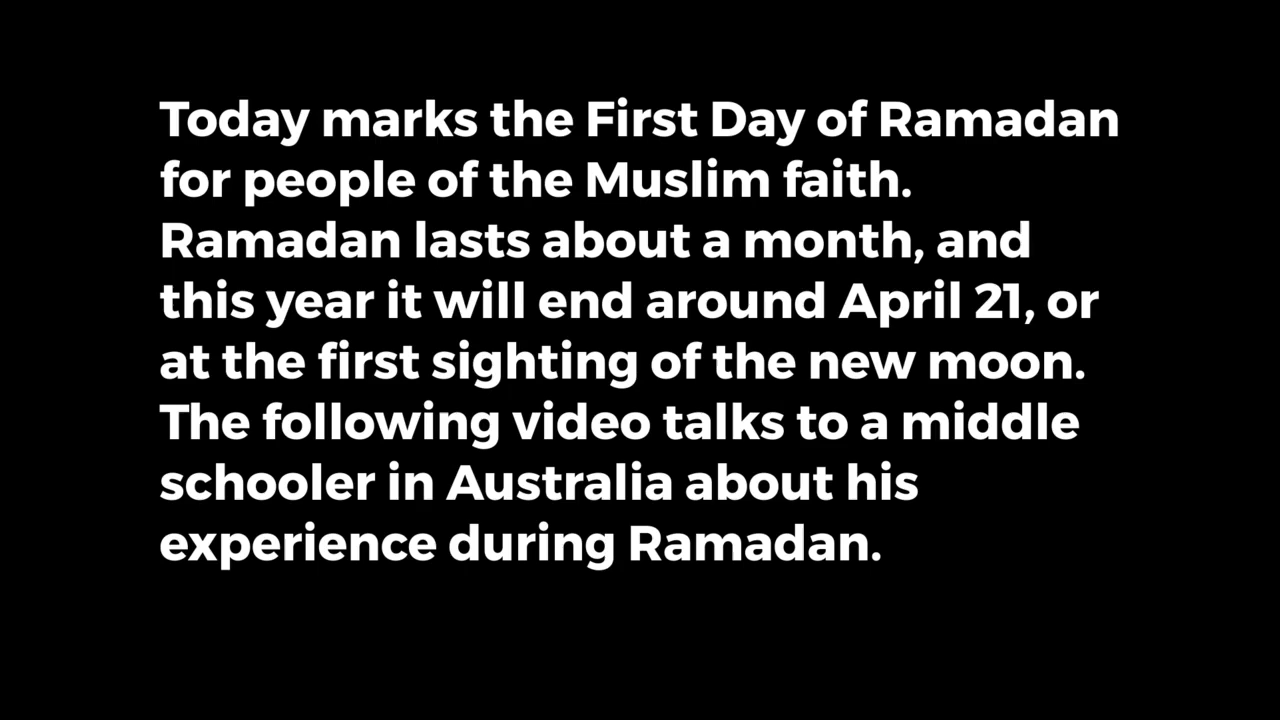 Today marks the First Day of Ramadan
for people of the Muslim faith.
Ramadan lasts about a month, and
this year it will end around April 21, or
at the first sighting of the new moon.
The following video talks to a middle
schooler in Australia about his
experience during Ramadan.